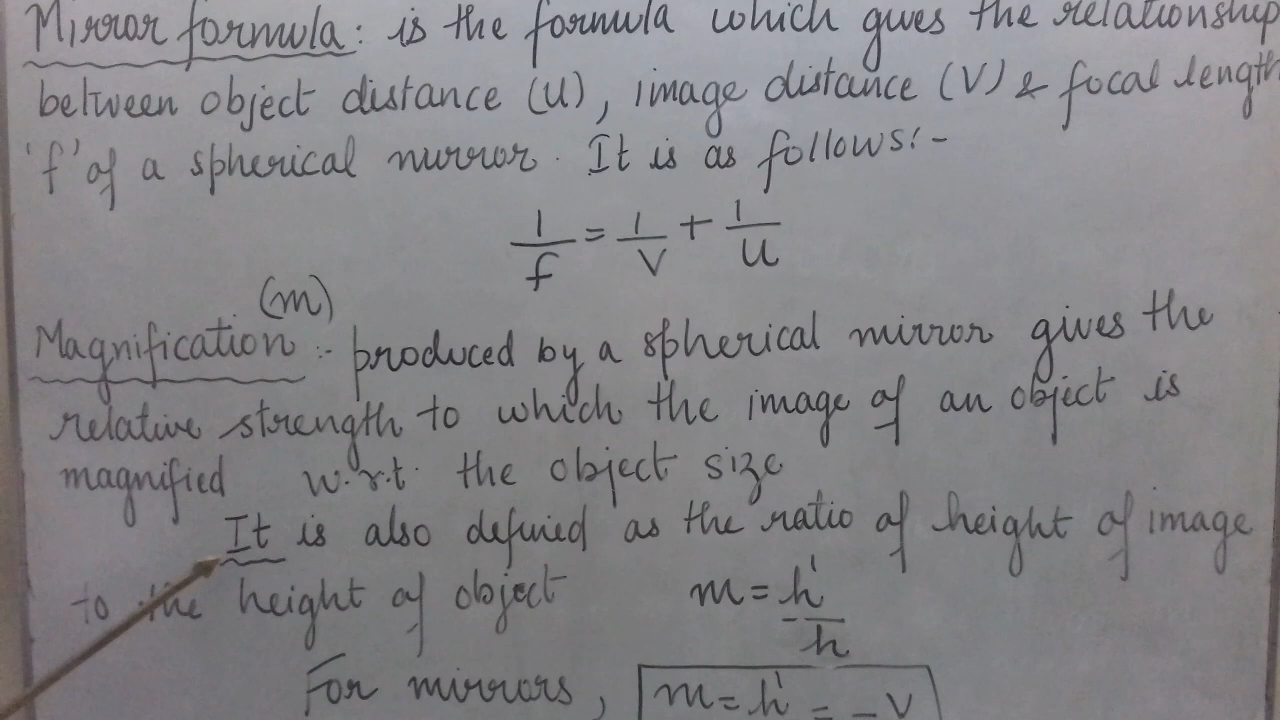 Mirror formula: is the formula which gives the relationship
between object distance (u), image distance (V) & focal length
'f' of a spherical mirror. It is as follows:-
1/f = 1/v + 1/u
(m)
Magnification :- produced by a spherical mirror gives the
relative strength to which the image of an object is
magnified w.r.t. the object size
It is also defined as the ratio of height of image
to the height of object m = h'/h
For mirrors, m = h' = - v